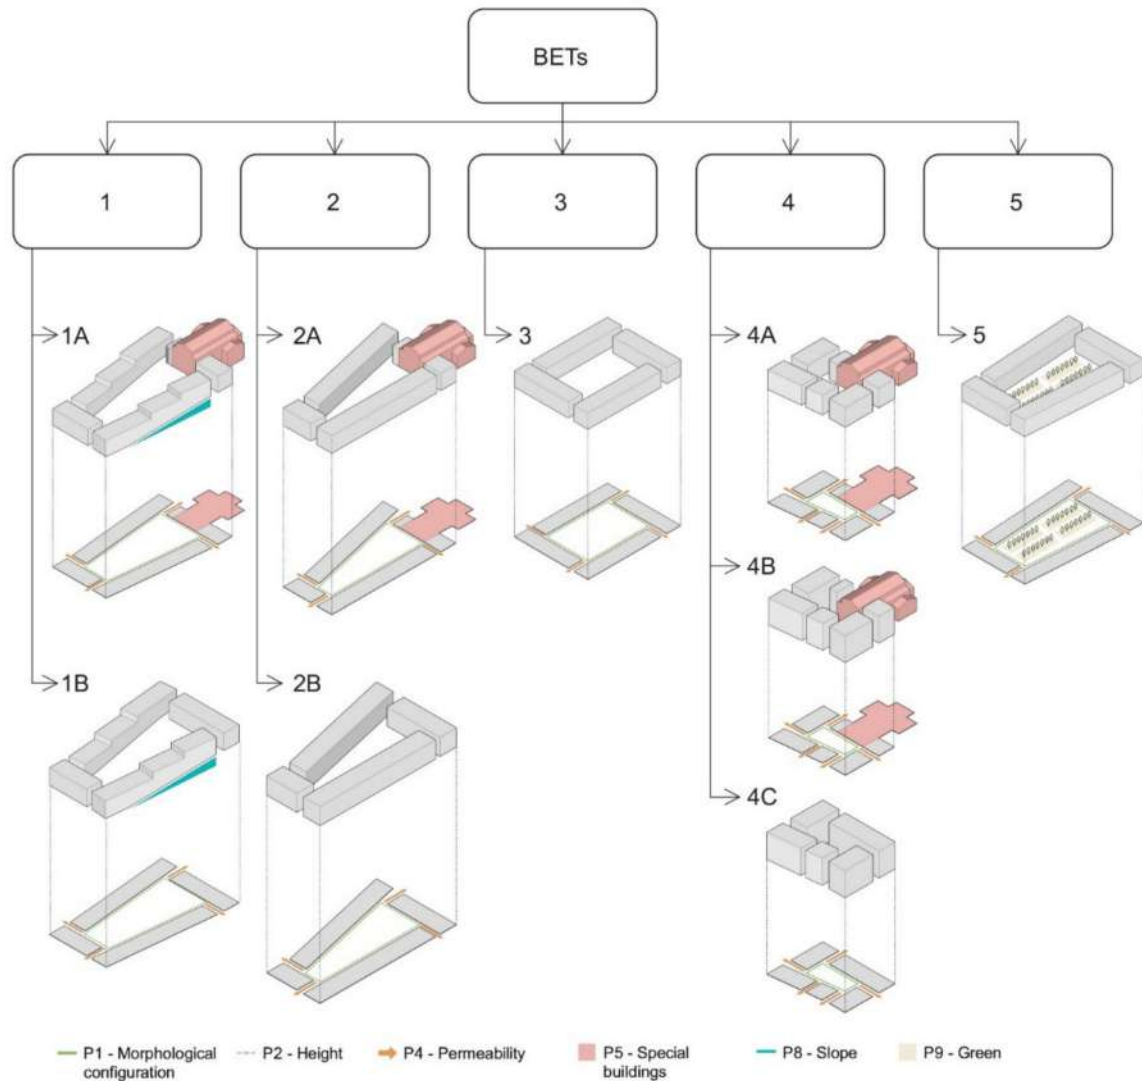 BETs
1
2
3
4
5
1A
2A
3
4A
5
4B
1B
2B
4C
P1 - Morphological
configuration
P2 - Height
P4 - Permeability
P5 - Special
buildings
P8 - Slope
P9 - Green